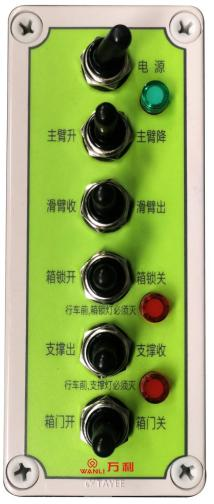 电源
主臂升 主臂降
滑臂收 滑臂出
箱锁开 箱锁关
行车前,箱锁灯必须灭
支撑出 支撑收
行车前,支撑灯必须灭
箱门开 箱门关
WANLI 万利